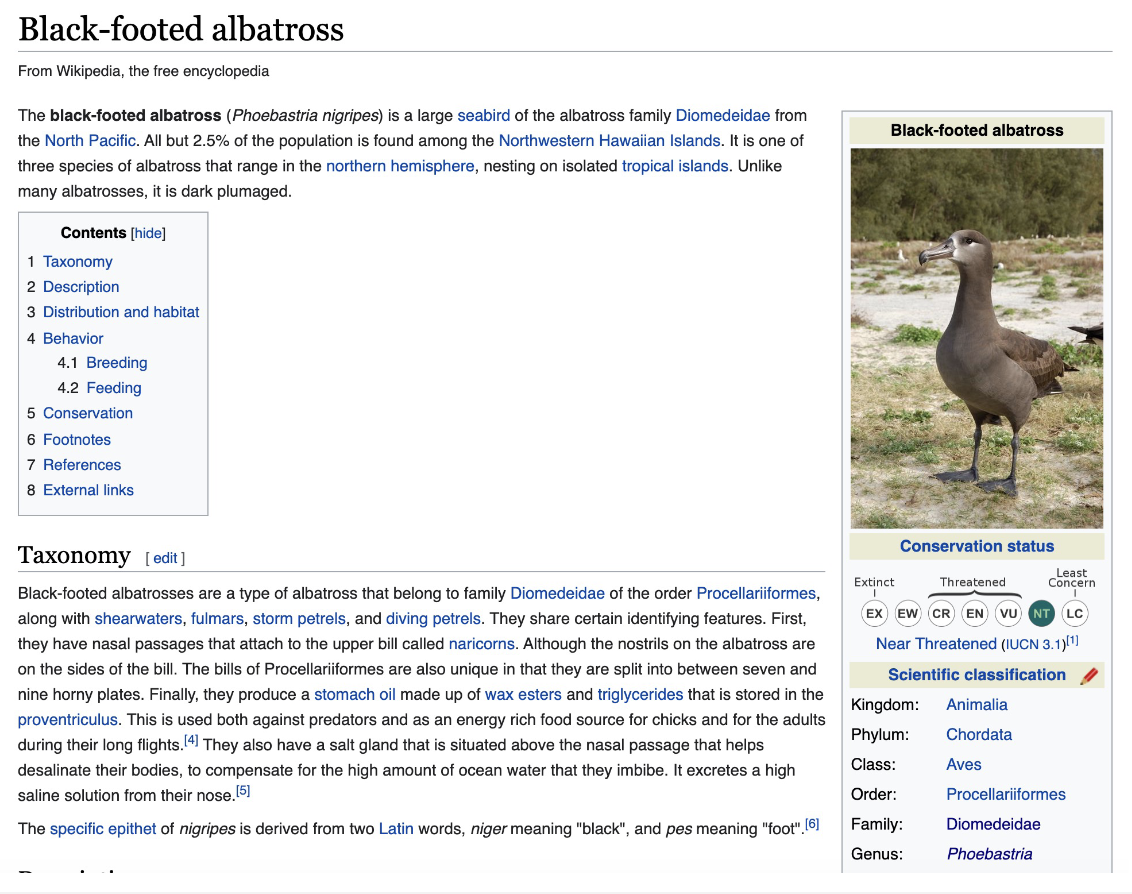 Black-footed albatross
From Wikipedia, the free encyclopedia
The black-footed albatross (Phoebastria nigripes) is a large seabird of the albatross family Diomedeidae from
the North Pacific. All but 2.5% of the population is found among the Northwestern Hawaiian Islands. It is one of
three species of albatross that range in the northern hemisphere, nesting on isolated tropical islands. Unlike
many albatrosses, it is dark plumaged.
Contents [hide]
1 Taxonomy
2 Description
3 Distribution and habitat
4 Behavior
4.1 Breeding
4.2 Feeding
5 Conservation
6 Footnotes
7 References
8 External links
Taxonomy [ edit ]
Black-footed albatrosses are a type of albatross that belong to family Diomedeidae of the order Procellariiformes,
along with shearwaters, fulmars, storm petrels, and diving petrels. They share certain identifying features. First,
they have nasal passages that attach to the upper bill called naricorns. Although the nostrils on the albatross are
on the sides of the bill. The bills of Procellariiformes are also unique in that they are split into between seven and
nine horny plates. Finally, they produce a stomach oil made up of wax esters and triglycerides that is stored in the
proventriculus. This is used both against predators and as an energy rich food source for chicks and for the adults
during their long flights.[4] They also have a salt gland that is situated above the nasal passage that helps
desalinate their bodies, to compensate for the high amount of ocean water that they imbibe. It excretes a high
saline solution from their nose.[5]
The specific epithet of nigripes is derived from two Latin words, niger meaning "black", and pes meaning "foot".[6]
Black-footed albatross
Conservation status
Extinct Threatened Least
Concern
EX EW CR EN VU NT LC
Near Threatened (IUCN 3.1)[1]
Scientific classification
Kingdom: Animalia
Phylum: Chordata
Class: Aves
Order: Procellariiformes
Family: Diomedeidae
Genus: Phoebastria